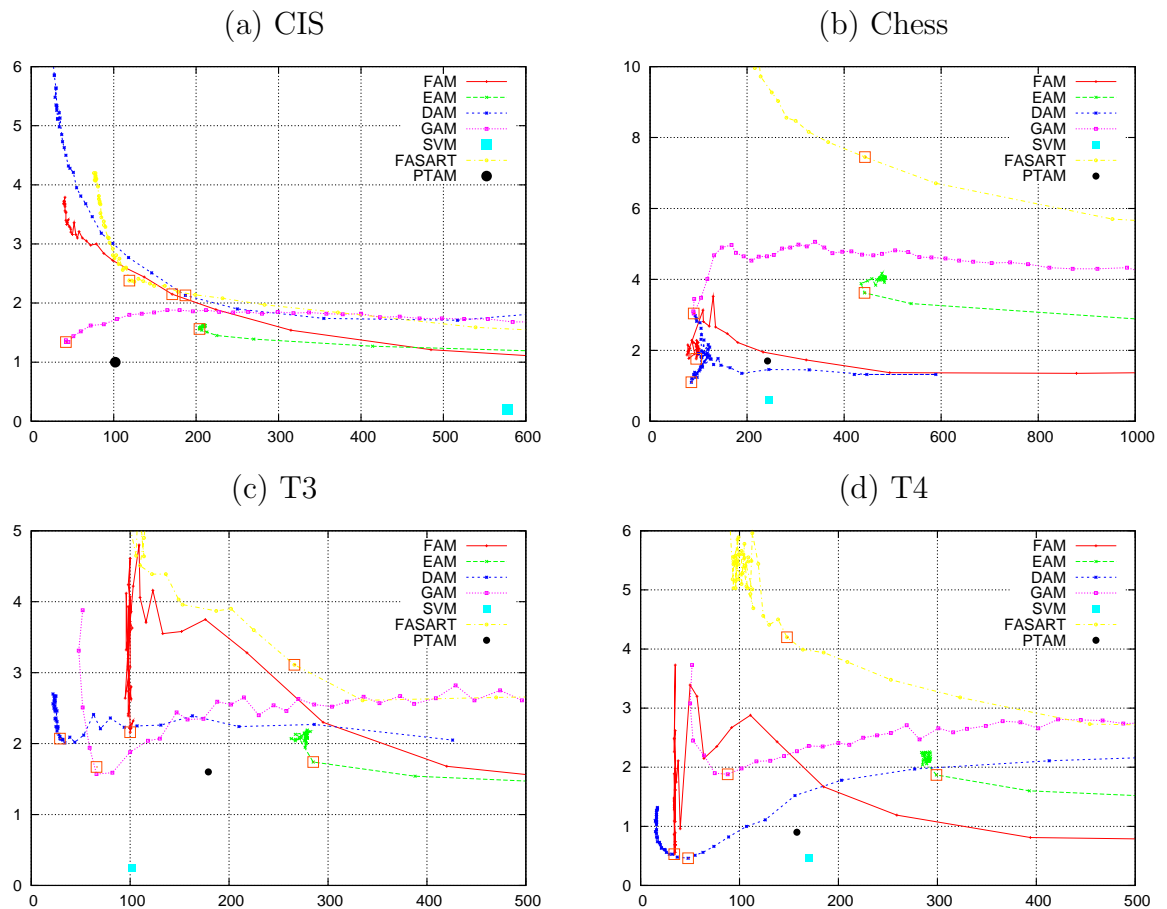 (a) CIS
6
5
4
3
2
1
0
0 100 200 300 400 500 600
FAM
EAM
DAM
GAM
SVM
FASART
PTAM
(b) Chess
10
8
6
4
2
0
0 200 400 600 800 1000
FAM
EAM
DAM
GAM
SVM
FASART
PTAM
(c) T3
5
4
3
2
1
0
0 100 200 300 400 500
FAM
EAM
DAM
GAM
SVM
FASART
PTAM
(d) T4
6
5
4
3
2
1
0
0 100 200 300 400 500
FAM
EAM
DAM
GAM
SVM
FASART
PTAM